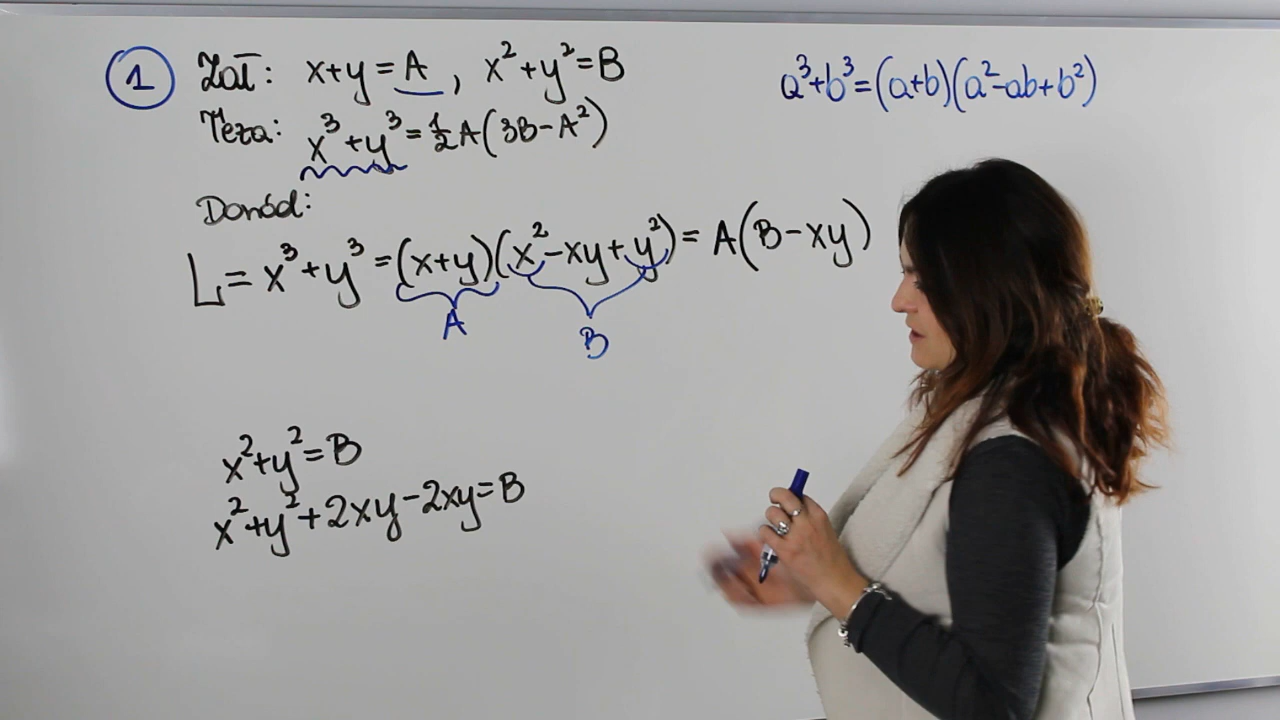 1 Zał: x+y=A, x²+y²=B
a³+b³=(a+b)(a²-ab+b²)
Teza: x³+y³=½A(3B-A²)
Dowód:
L=x³+y³=(x+y)(x²-xy+y²)=A(B-xy)
A B
x²+y²=B
x²+y²+2xy-2xy=B